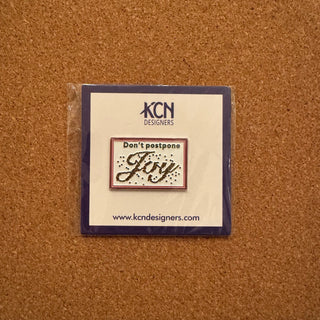 KCN
DESIGNERS
Don't postpone
Joy
www.kcndesigners.com